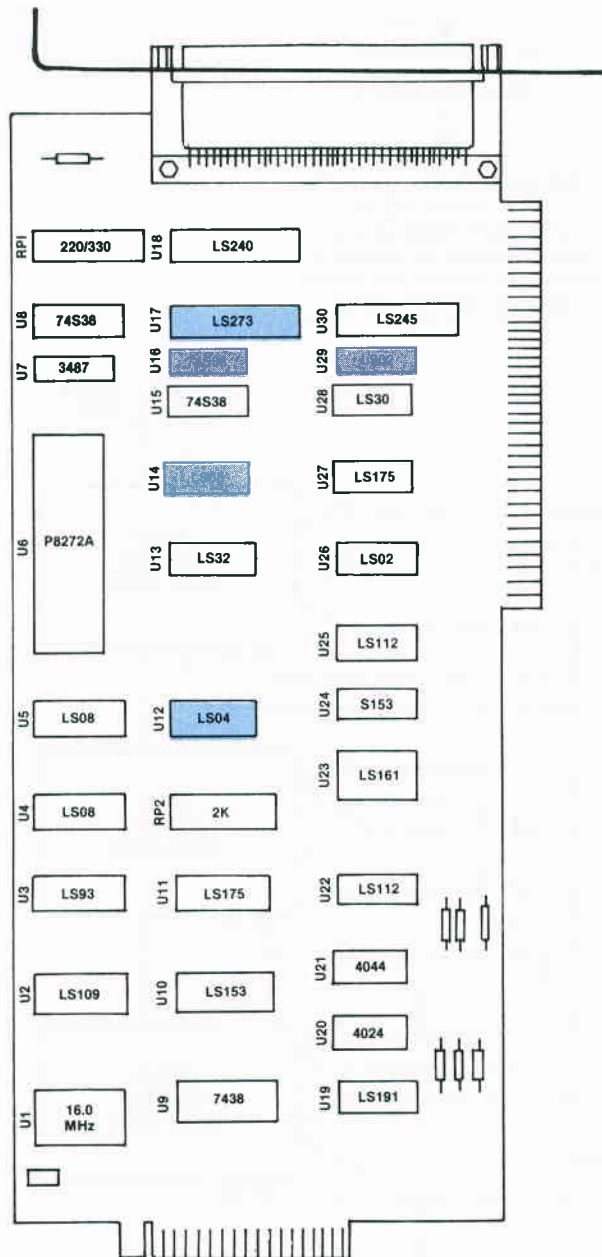 RP1 220/330 U18 LS240
U8 74S38 U17 LS273 U30 LS245
U7 3487 U16 U29
U15 74S38 U28 LS30
U14 U27 LS175
U6 P8272A U13 LS32 U26 LS02
U25 LS112
U5 LS08 U12 LS04 U24 S153
U23 LS161
U4 LS08 RP2 2K
U3 LS93 U11 LS175 U22 LS112
U21 4044
U2 LS109 U10 LS153
U20 4024
U1 16.0 U9 7438 U19 LS191
MHz